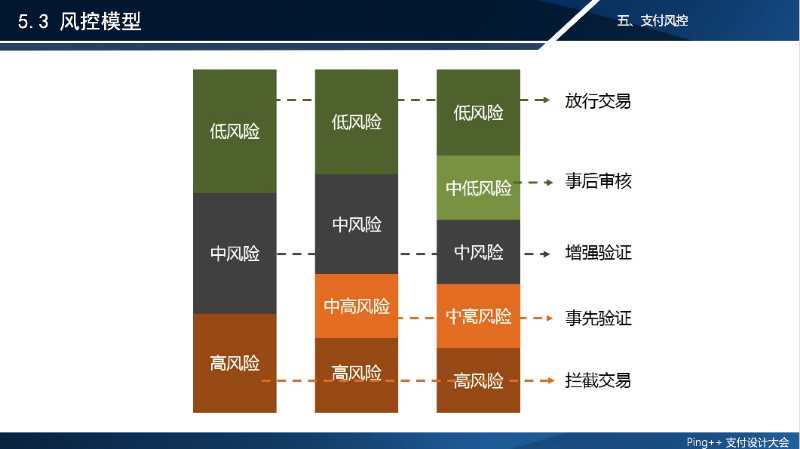 5.3 风控模型
五、支付风控
低风险
低风险
低风险
放行交易
中低风险
事后审核
中风险
中风险
中风险
增强验证
中高风险
中高风险
事先验证
高风险
高风险
高风险
拦截交易
Ping++ 支付设计大会